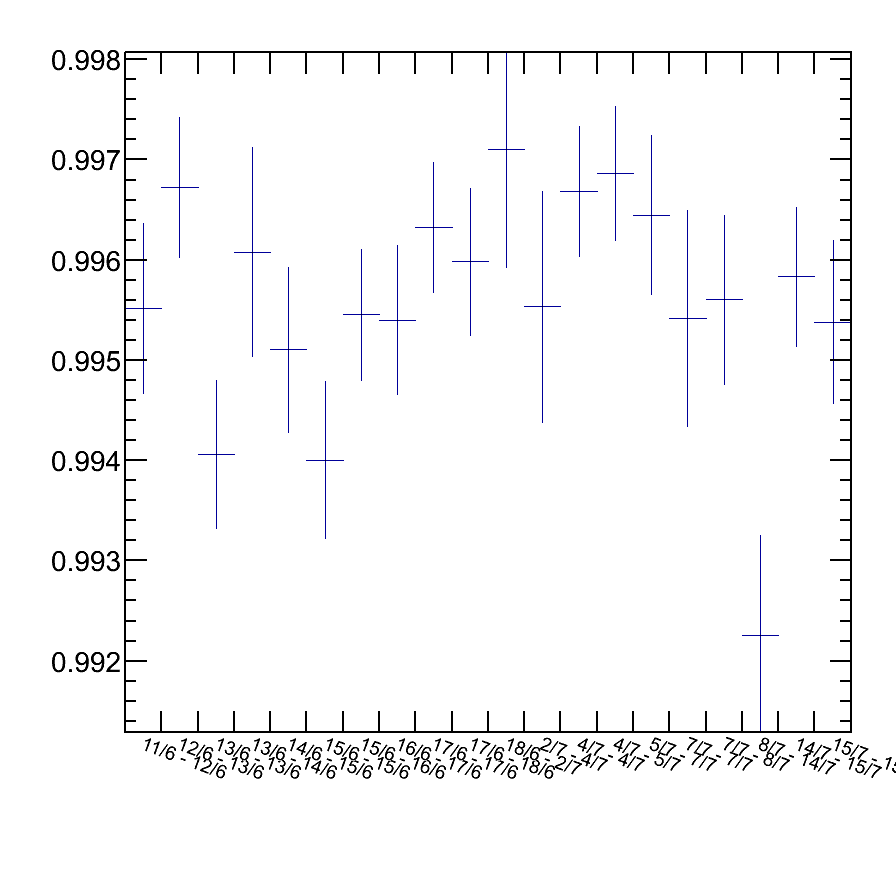 0.998
0.997
0.996
0.995
0.994
0.993
0.992
11/6 - 12/6
12/6 - 13/6
13/6 - 13/6
13/6 - 14/6
14/6 - 15/6
15/6 - 15/6
15/6 - 16/6
16/6 - 17/6
17/6 - 17/6
17/6 - 18/6
18/6 - 2/7
2/7 - 4/7
4/7 - 4/7
4/7 - 5/7
5/7 - 7/7
7/7 - 7/7
7/7 - 8/7
8/7 - 14/7
14/7 - 15/7
15/7 -